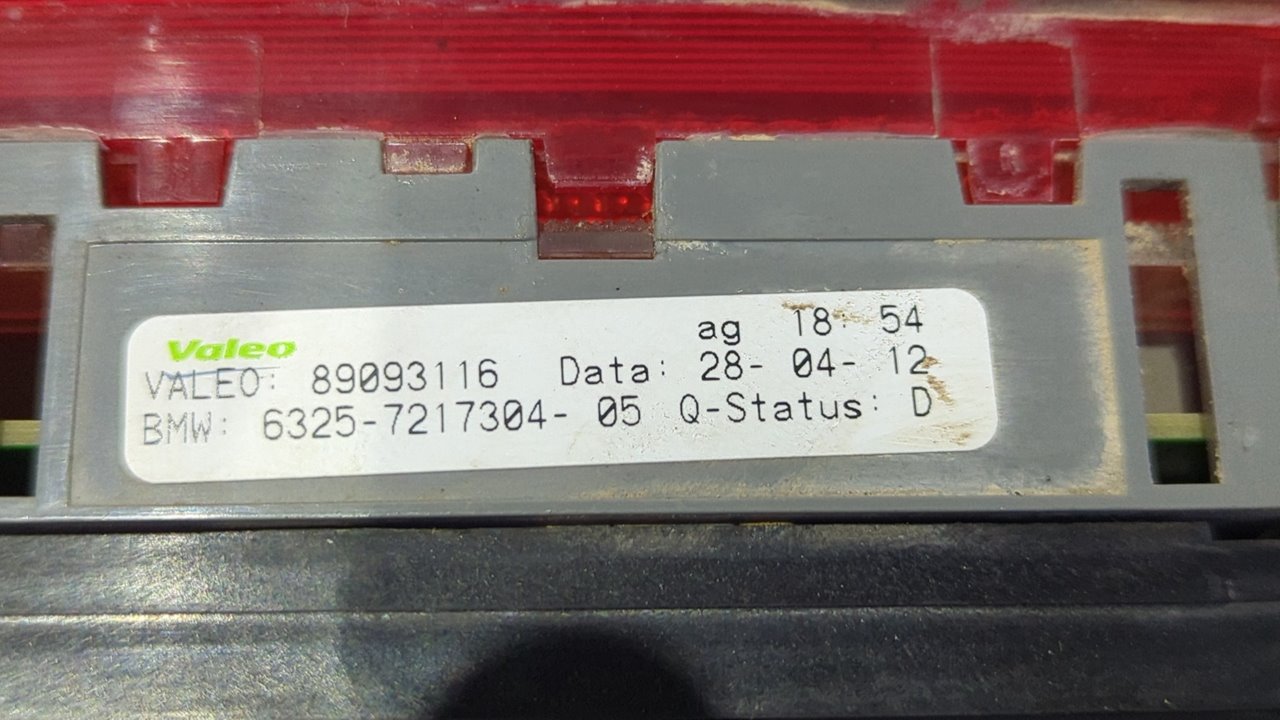 ag 18: 54
Valeo
VALEO: 89093116 Data: 28- 04- 12
BMW: 6325-7217304- 05 Q-Status: D